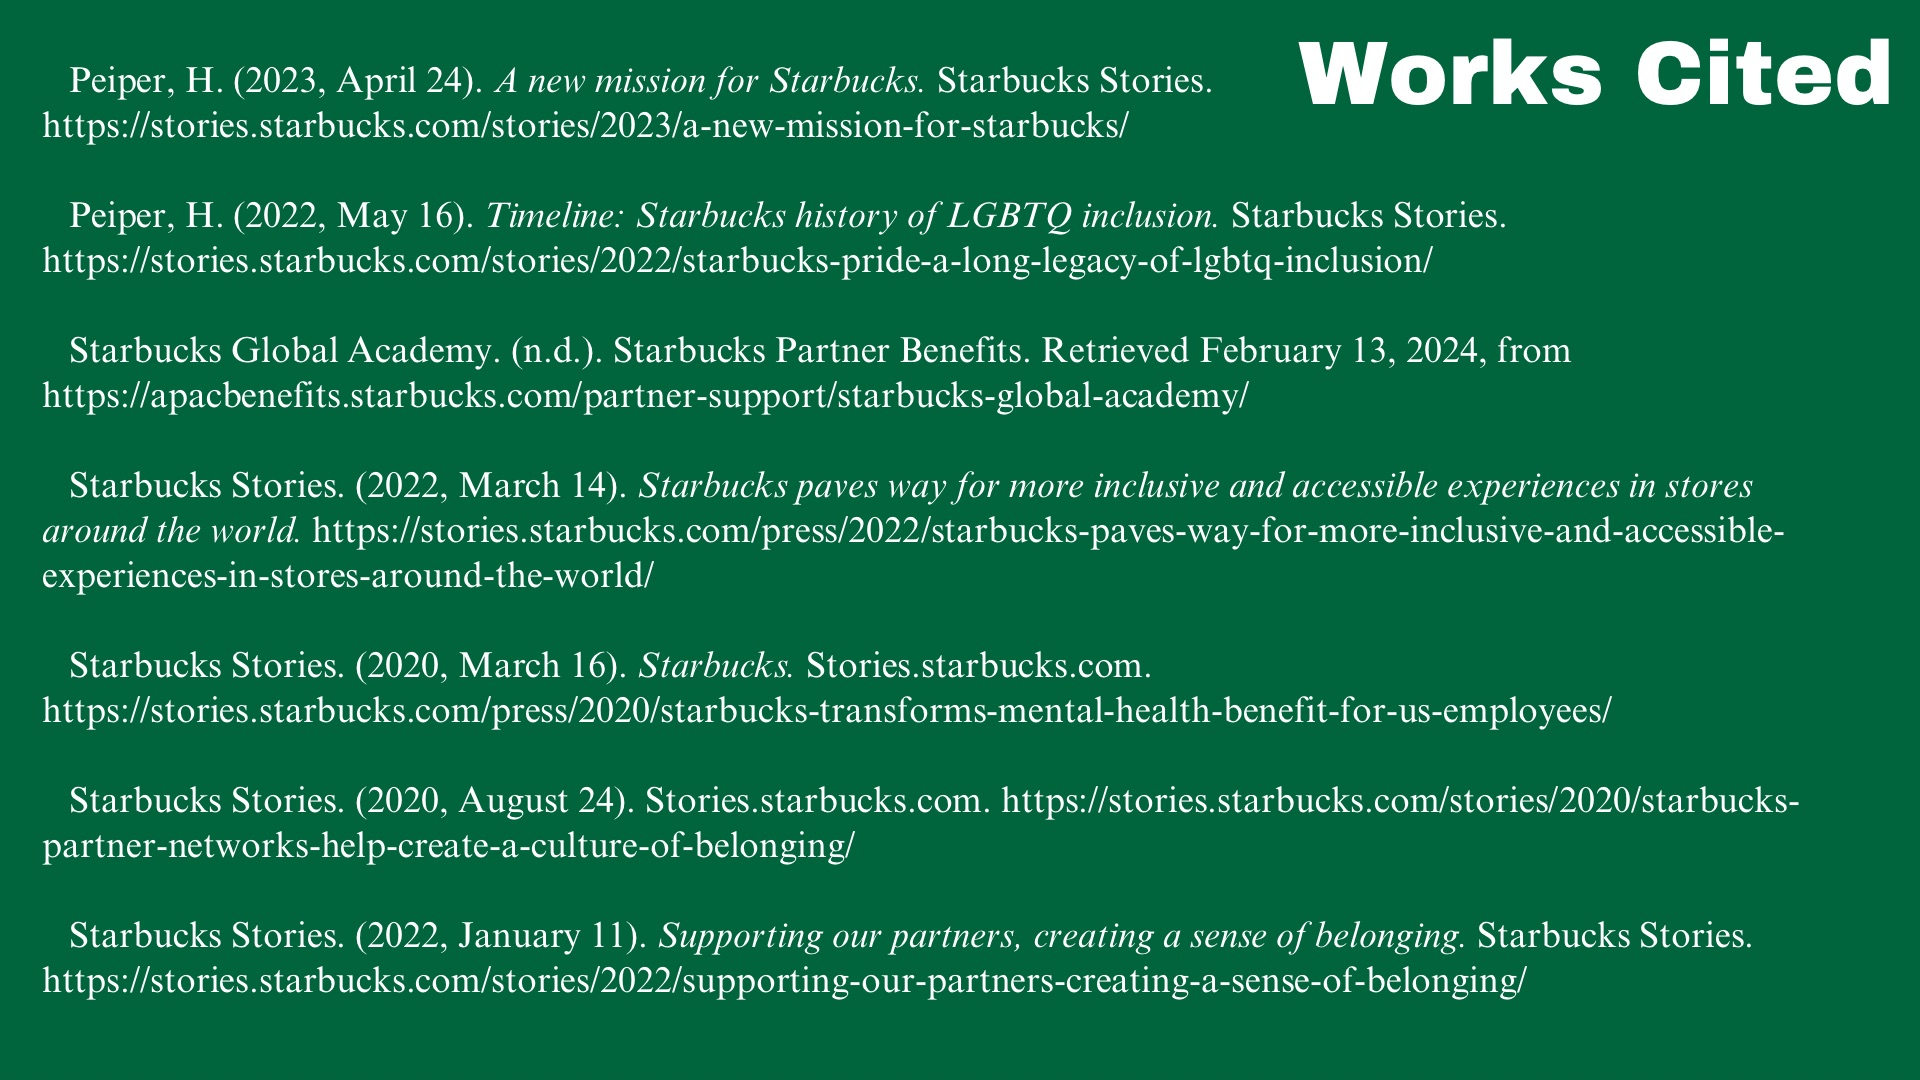 Works Cited
Peiper, H. (2023, April 24). A new mission for Starbucks. Starbucks Stories.
https://stories.starbucks.com/stories/2023/a-new-mission-for-starbucks/
Peiper, H. (2022, May 16). Timeline: Starbucks history of LGBTQ inclusion. Starbucks Stories.
https://stories.starbucks.com/stories/2022/starbucks-pride-a-long-legacy-of-lgbtq-inclusion/
Starbucks Global Academy. (n.d.). Starbucks Partner Benefits. Retrieved February 13, 2024, from
https://apacbenefits.starbucks.com/partner-support/starbucks-global-academy/
Starbucks Stories. (2022, March 14). Starbucks paves way for more inclusive and accessible experiences in stores
around the world. https://stories.starbucks.com/press/2022/starbucks-paves-way-for-more-inclusive-and-accessible-
experiences-in-stores-around-the-world/
Starbucks Stories. (2020, March 16). Starbucks. Stories.starbucks.com.
https://stories.starbucks.com/press/2020/starbucks-transforms-mental-health-benefit-for-us-employees/
Starbucks Stories. (2020, August 24). Stories.starbucks.com. https://stories.starbucks.com/stories/2020/starbucks-
partner-networks-help-create-a-culture-of-belonging/
Starbucks Stories. (2022, January 11). Supporting our partners, creating a sense of belonging. Starbucks Stories.
https://stories.starbucks.com/stories/2022/supporting-our-partners-creating-a-sense-of-belonging/